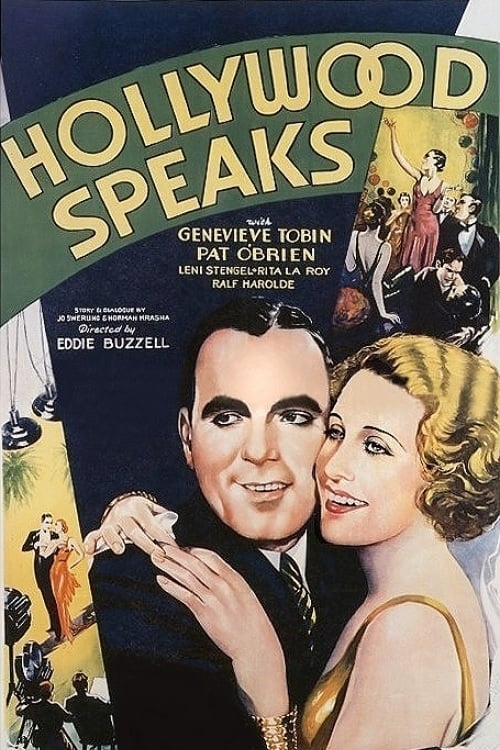 HOLLYWOOD
SPEAKS
with
GENEVIEVE TOBIN
PAT O'BRIEN
LENI STENGEL • RITA LA ROY
RALF HAROLDE
STORY & DIALOGUE BY
JO SWERLING & NORMAN KRASNA
Directed by
EDDIE BUZZELL